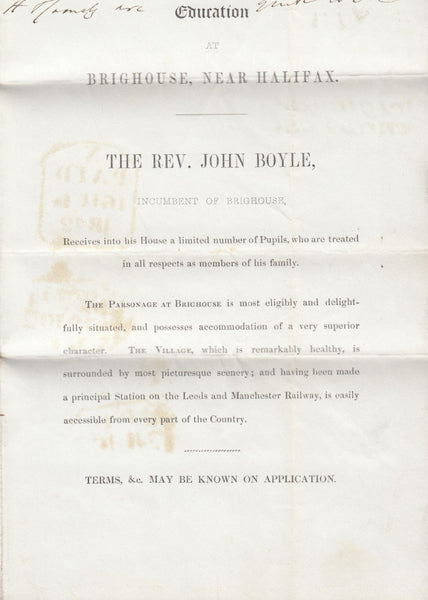 Education
AT
BRIGHOUSE, NEAR HALIFAX.
THE REV. JOHN BOYLE,
INCUMBENT OF BRIGHOUSE,
Receives into his House a limited number of Pupils, who are treated
in all respects as members of his family.
THE PARSONAGE AT BRIGHOUSE is most eligibly and delight-
fully situated, and possesses accommodation of a very superior
character. THE VILLAGE, which is remarkably healthy, is
surrounded by most picturesque scenery; and having been made
a principal Station on the Leeds and Manchester Railway, is easily
accessible from every part of the Country.
TERMS, &c. MAY BE KNOWN ON APPLICATION.